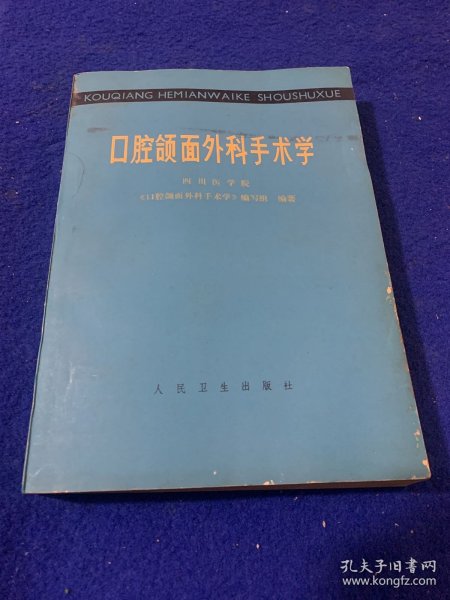 KOUQIANG HEMIANWAIKE SHOUSHUXUE
口腔颌面外科手术学
四川医学院
《口腔颌面外科手术学》编写组 编著
人民卫生出版社
孔夫子旧书网
www.kongfz.com